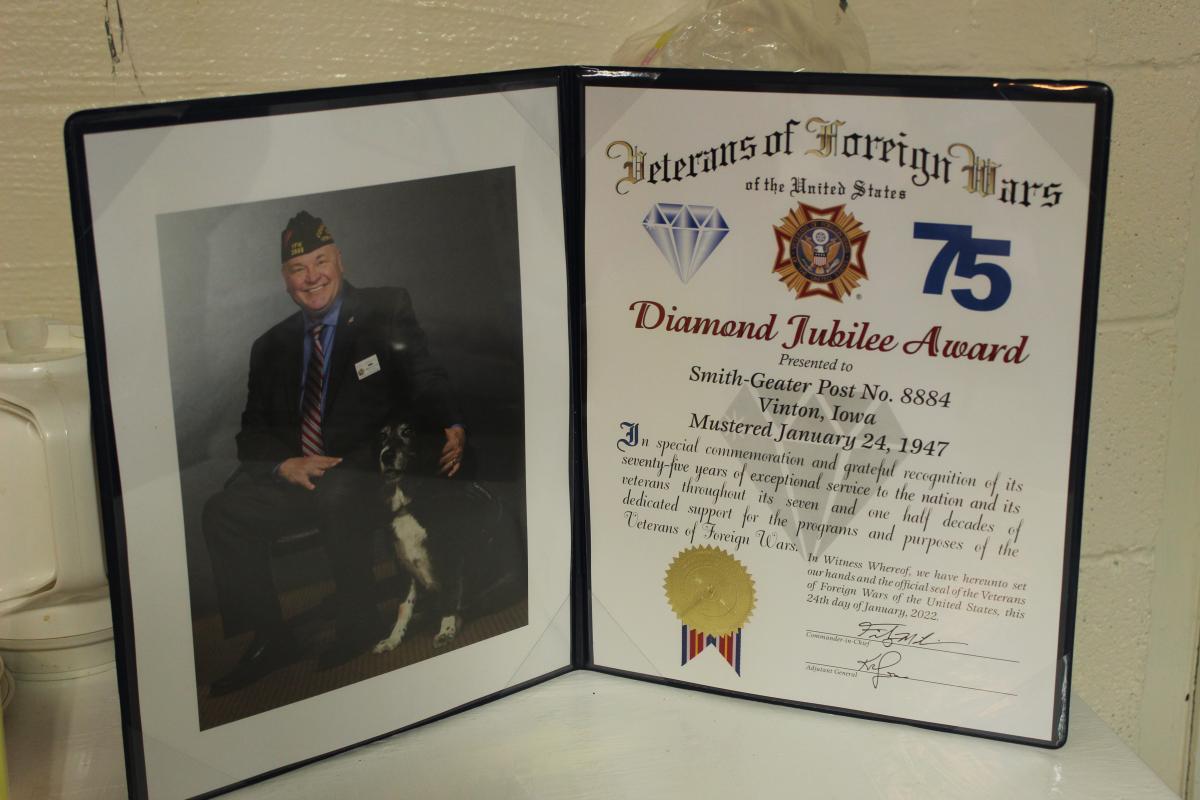 Veterans of Foreign Wars
of the United States
75
Diamond Jubilee Award
Presented to
Smith-Geater Post No. 8884
Vinton, Iowa
Mustered January 24, 1947
In special commemoration and grateful recognition of its
seventy-five years of exceptional service to the nation and its
veterans throughout its seven and one half decades of
dedicated support for the programs and purposes of the
Veterans of Foreign Wars.
In Witness Whereof, we have hereunto set
our hands and the official seal of the Veterans
of Foreign Wars of the United States, this
24th day of January, 2022.
Commander-in-Chief
Adjutant General